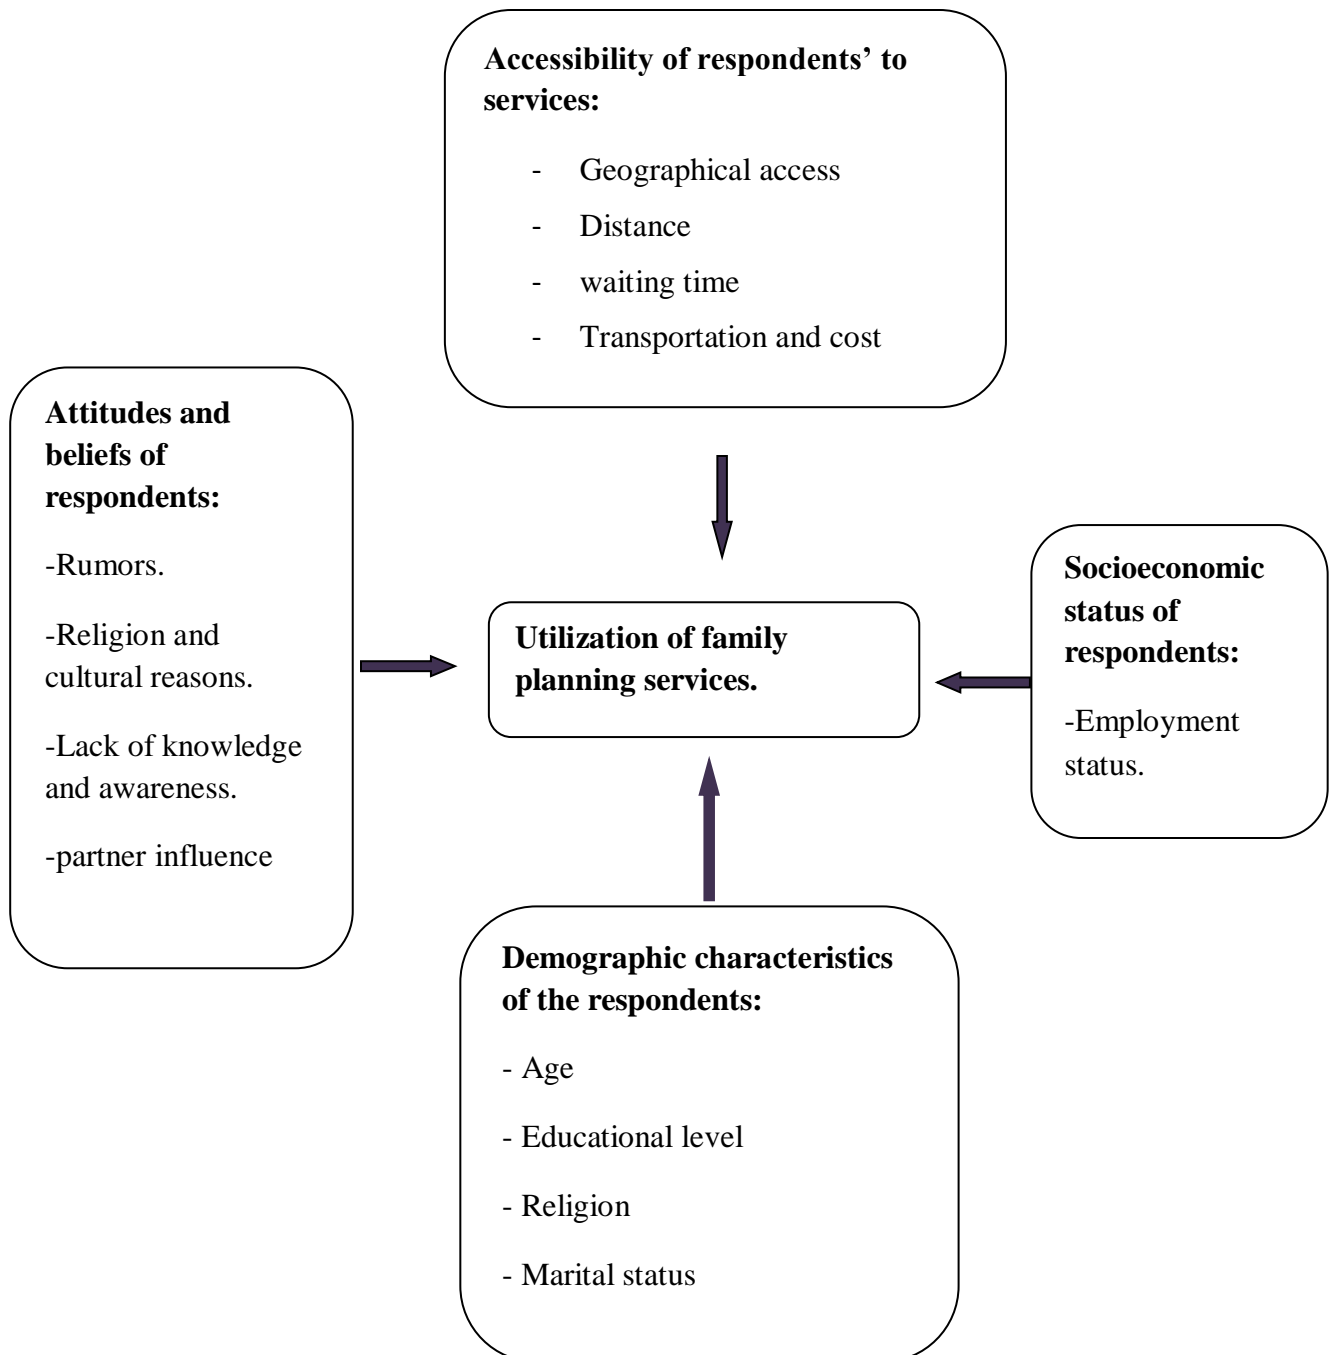 Accessibility of respondents’ to
services:
- Geographical access
- Distance
- waiting time
- Transportation and cost
Attitudes and
beliefs of
respondents:
-Rumors.
-Religion and
cultural reasons.
-Lack of knowledge
and awareness.
-partner influence
Utilization of family
planning services.
Socioeconomic
status of
respondents:
-Employment
status.
Demographic characteristics
of the respondents:
- Age
- Educational level
- Religion
- Marital status